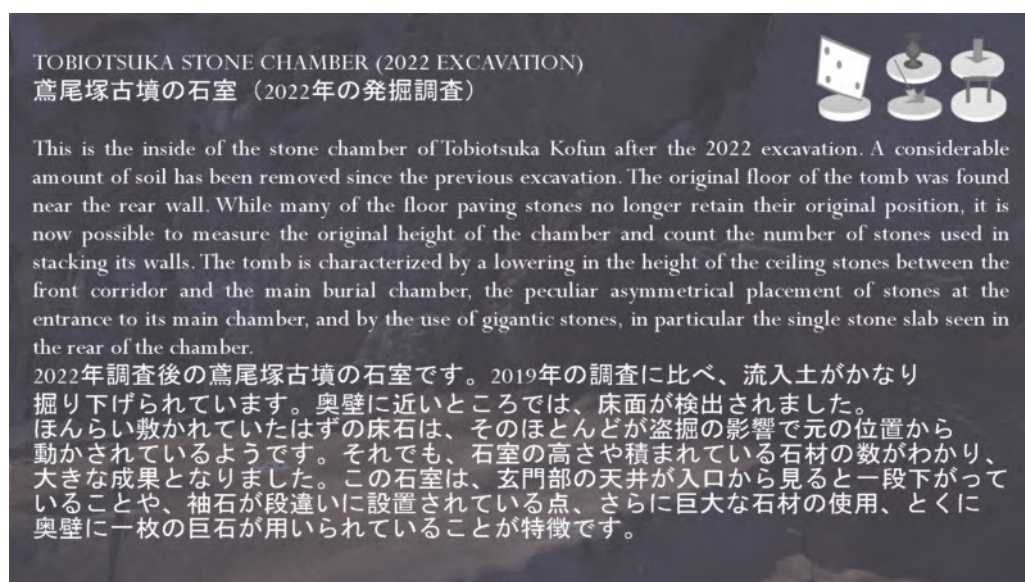 TOBIOTSUKA STONE CHAMBER (2022 EXCAVATION)
鳶尾塚古墳の石室（2022年の発掘調査）
This is the inside of the stone chamber of Tobiotsuka Kofun after the 2022 excavation. A considerable
amount of soil has been removed since the previous excavation. The original floor of the tomb was found
near the rear wall. While many of the floor paving stones no longer retain their original position, it is
now possible to measure the original height of the chamber and count the number of stones used in
stacking its walls. The tomb is characterized by a lowering in the height of the ceiling stones between the
front corridor and the main burial chamber, the peculiar asymmetrical placement of stones at the
entrance to its main chamber, and by the use of gigantic stones, in particular the single stone slab seen in
the rear of the chamber.
2022年調査後の鳶尾塚古墳の石室です。2019年の調査に比べ、流入土がかなり
掘り下げられています。奥壁に近いところでは、床面が検出されました。
ほんらい敷かれていたはずの床石は、そのほとんどが盗掘の影響で元の位置から
動かされているようです。それでも、石室の高さや積まれている石材の数がわかり、
大きな成果となりました。この石室は、玄門部の天井が入口から見ると一段下がって
いることや、袖石が段違いに設置されている点、さらに巨大な石材の使用、とくに
奥壁に一枚の巨石が用いられていることが特徴です。